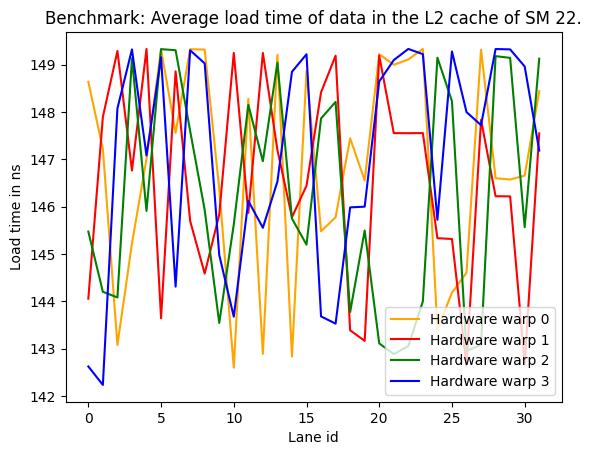 Benchmark: Average load time of data in the L2 cache of SM 22.
Load time in ns
149
148
147
146
145
144
143
142
0
5
10
15
20
25
30
Lane id
Hardware warp 0
Hardware warp 1
Hardware warp 2
Hardware warp 3